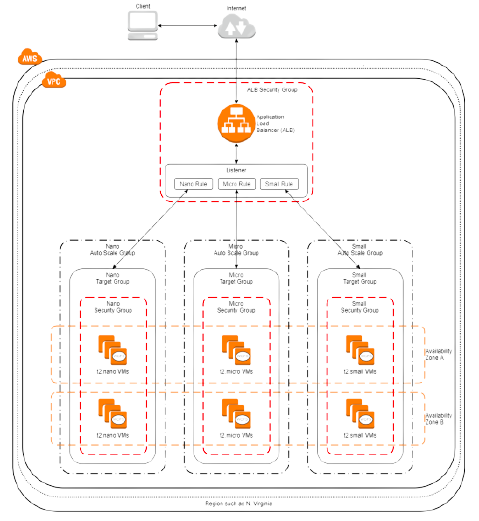 Client
Internet
AWS
VPC
ALB Security Group
Application
Load
Balancer (ALB)
Listener
Nano Rule
Micro Rule
Small Rule
Nano
Auto Scale Group
Micro
Auto Scale Group
Small
Auto Scale Group
Nano
Target Group
Micro
Target Group
Small
Target Group
Nano
Security Group
Micro
Security Group
Small
Security Group
t2 nano VMs
t2 micro VMs
t2 small VMs
Availability
Zone A
t2 nano VMs
t2 micro VMs
t2 small VMs
Availability
Zone B
Region such as N. Virginia